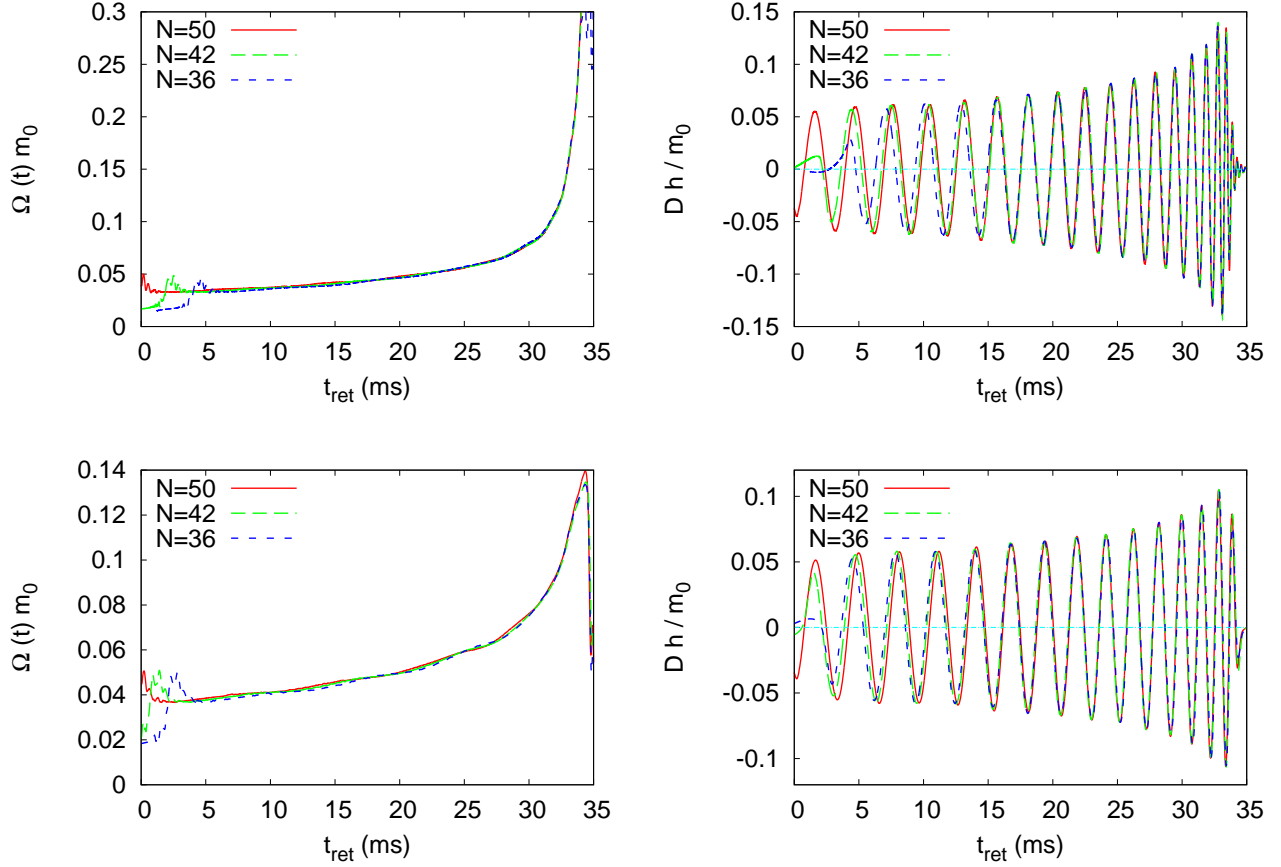 0.3
0.25
0.2
0.15
0.1
0.05
0
Ω (t) m0
N=50
N=42
N=36
0 5 10 15 20 25 30 35
tret (ms)
0.15
0.1
0.05
0
-0.05
-0.1
-0.15
D h / m0
N=50
N=42
N=36
0 5 10 15 20 25 30 35
tret (ms)
0.14
0.12
0.1
0.08
0.06
0.04
0.02
0
Ω (t) m0
N=50
N=42
N=36
0 5 10 15 20 25 30 35
tret (ms)
0.1
0.05
0
-0.05
-0.1
D h / m0
N=50
N=42
N=36
0 5 10 15 20 25 30 35
tret (ms)